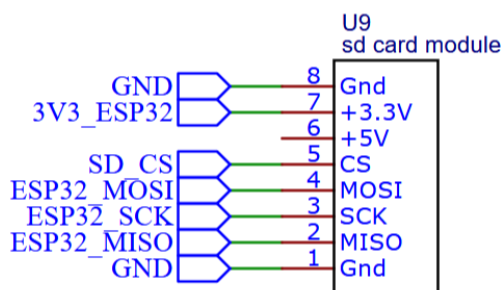 U9
sd card module
GND 8 Gnd
3V3_ESP32 7 +3.3V
6 +5V
SD_CS 5 CS
ESP32_MOSI 4 MOSI
ESP32_SCK 3 SCK
ESP32_MISO 2 MISO
GND 1 Gnd